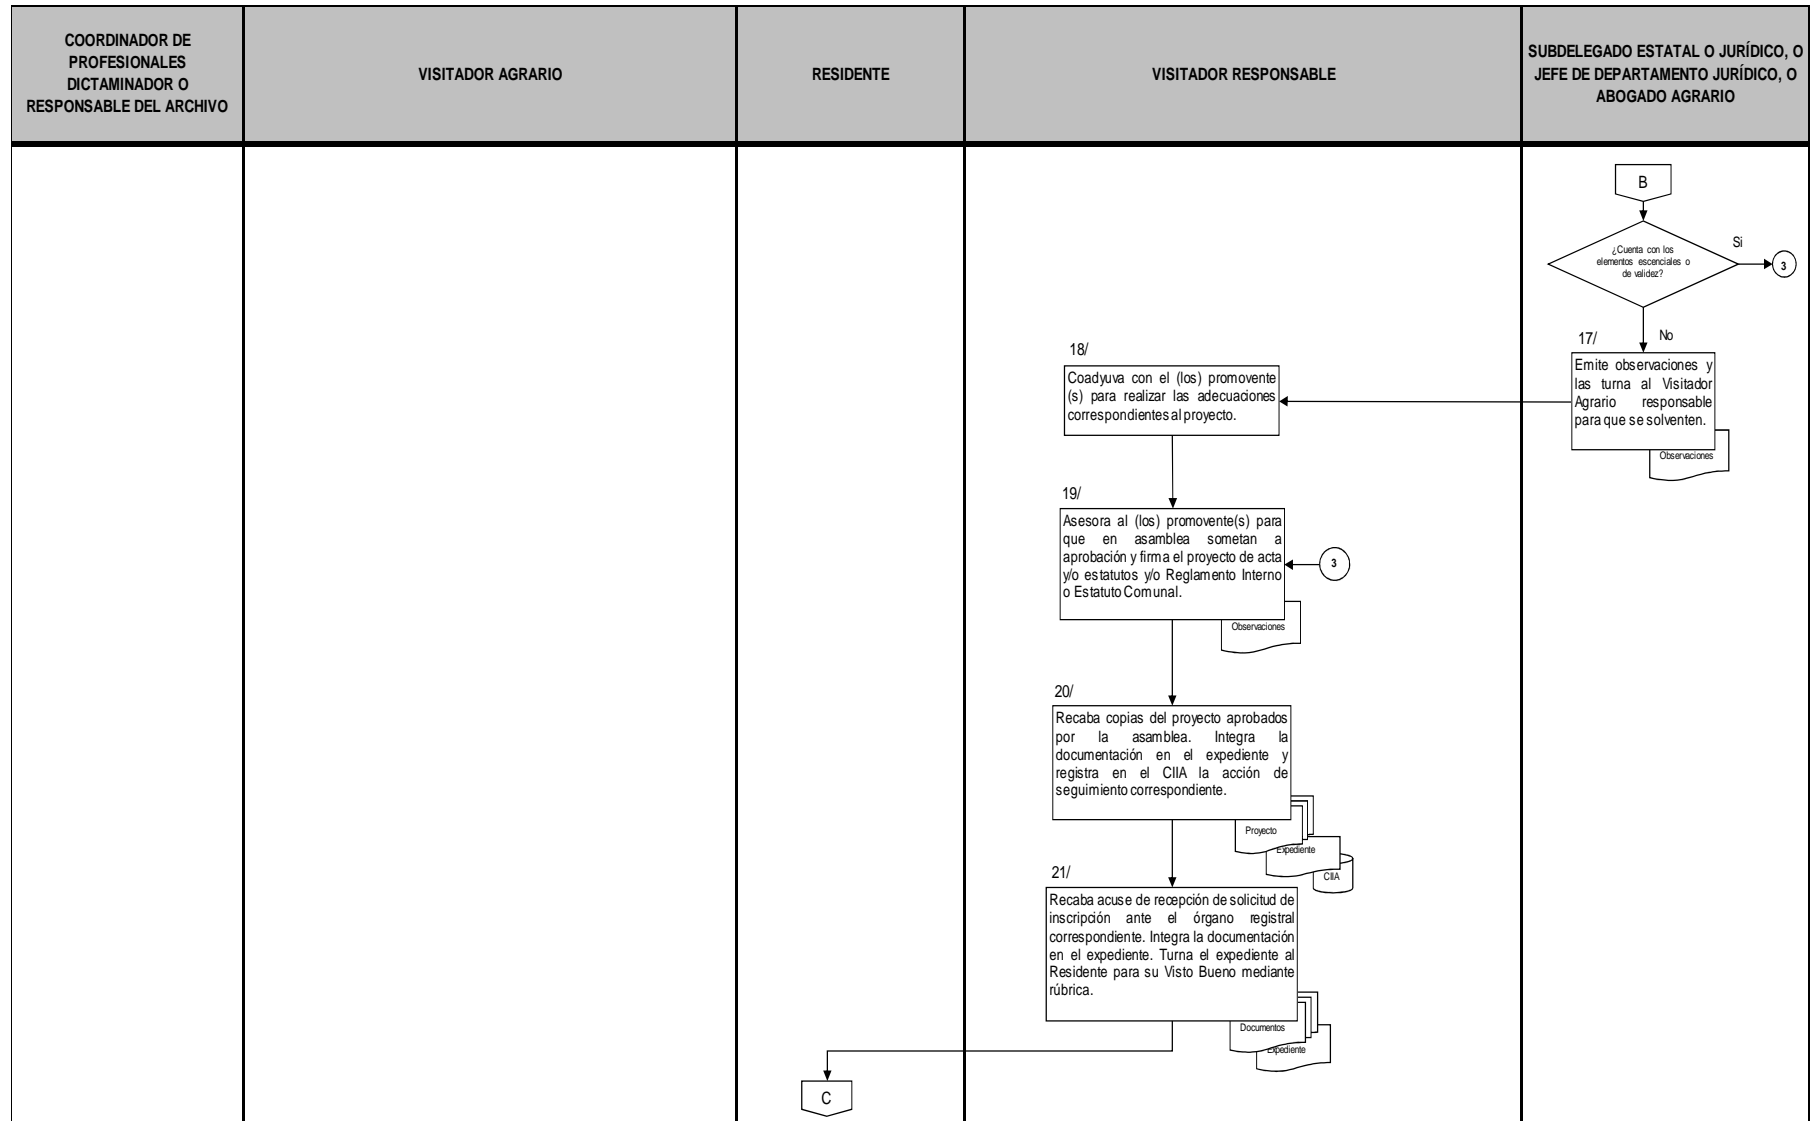 COORDINADOR DE
PROFESIONALES
DICTAMINADOR O
RESPONSABLE DEL ARCHIVO
VISITADOR AGRARIO
RESIDENTE
VISITADOR RESPONSABLE
SUBDELEGADO ESTATAL O JURÍDICO, O
JEFE DE DEPARTAMENTO JURÍDICO, O
ABOGADO AGRARIO
B
¿Cuenta con los
elementos escenciales o
de validez?
Si
3
No
17/
Emite observaciones y
las turna al Visitador
Agrario responsable
para que se solventen.
Observaciones
18/
Coadyuva con el (los) promovente
(s) para realizar las adecuaciones
correspondientes al proyecto.
19/
Asesora al (los) promovente(s) para
que en asamblea sometan a
aprobación y firma el proyecto de acta
y/o estatutos y/o Reglamento Interno
o Estatuto Comunal.
3
Observaciones
20/
Recaba copias del proyecto aprobados
por la asamblea. Integra la
documentación en el expediente y
registra en el CIIA la acción de
seguimiento correspondiente.
Proyecto
Expediente
CIIA
21/
Recaba acuse de recepción de solicitud de
inscripción ante el órgano registral
correspondiente. Integra la documentación
en el expediente. Turna el expediente al
Residente para su Visto Bueno mediante
rúbrica.
Documentos
Expediente
C